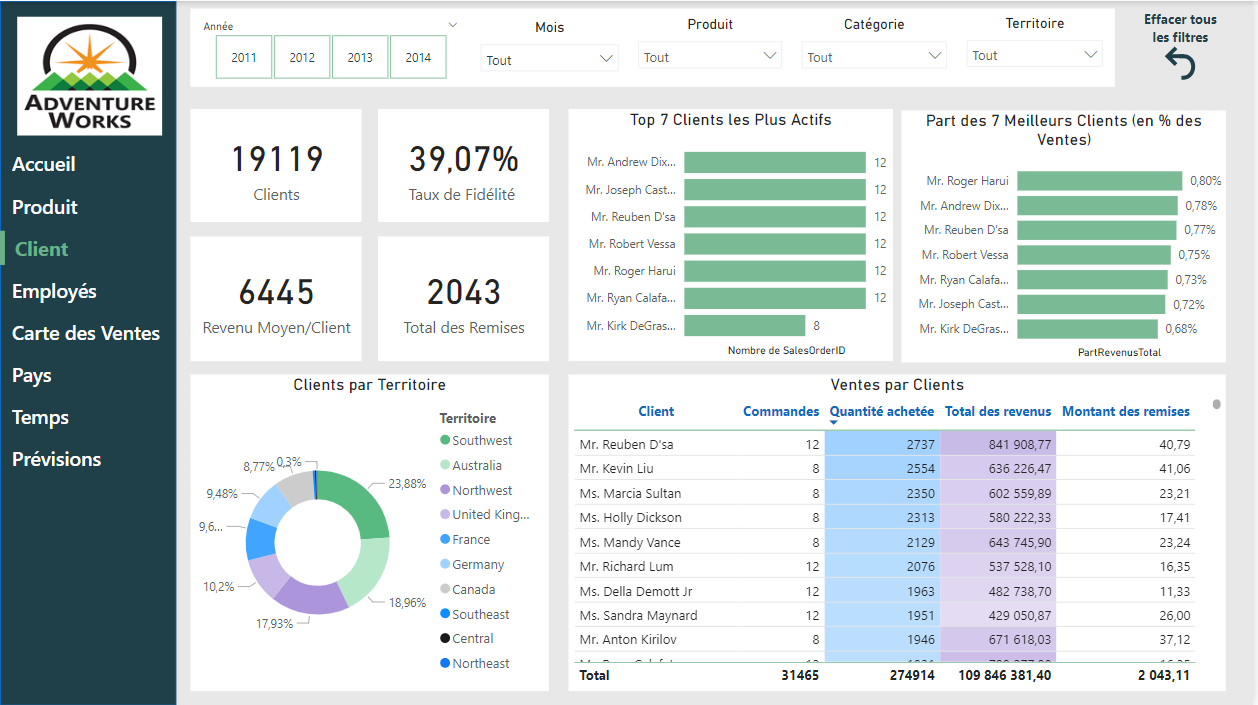 ADVENTURE
WORKS
Accueil
Produit
Client
Employés
Carte des Ventes
Pays
Temps
Prévisions
Année
2011 2012 2013 2014
Mois
Tout
Produit
Tout
Catégorie
Tout
Territoire
Tout
Effacer tous
les filtres
19119
Clients
39,07%
Taux de Fidélité
6445
Revenu Moyen/Client
2043
Total des Remises
Top 7 Clients les Plus Actifs
Mr. Andrew Dix... 12
Mr. Joseph Cast... 12
Mr. Reuben D'sa 12
Mr. Robert Vessa 12
Mr. Roger Harui 12
Mr. Ryan Calafa... 12
Mr. Kirk DeGras... 8
Nombre de SalesOrderID
Part des 7 Meilleurs Clients (en % des
Ventes)
Mr. Roger Harui 0,80%
Mr. Andrew Dix... 0,78%
Mr. Reuben D'sa 0,77%
Mr. Robert Vessa 0,75%
Mr. Ryan Calafa... 0,73%
Mr. Joseph Cast... 0,72%
Mr. Kirk DeGras... 0,68%
PartRevenusTotal
Clients par Territoire
23,88%
18,96%
17,93%
10,2%
9,6...
9,48%
8,77%
0,3%
Territoire
Southwest
Australia
Northwest
United King...
France
Germany
Canada
Southeast
Central
Northeast
Ventes par Clients
Client Commandes Quantité achetée Total des revenus Montant des remises
Mr. Reuben D'sa 12 2737 841 908,77 40,79
Mr. Kevin Liu 8 2554 636 226,47 41,06
Ms. Marcia Sultan 8 2350 602 559,89 23,21
Ms. Holly Dickson 8 2313 580 222,33 17,41
Ms. Mandy Vance 8 2129 643 745,90 23,24
Mr. Richard Lum 12 2076 537 528,10 16,35
Ms. Della Demott Jr 12 1963 482 738,70 11,33
Ms. Sandra Maynard 12 1951 429 050,87 26,00
Mr. Anton Kirilov 8 1946 671 618,03 37,12
Total 31465 274914 109 846 381,40 2 043,11